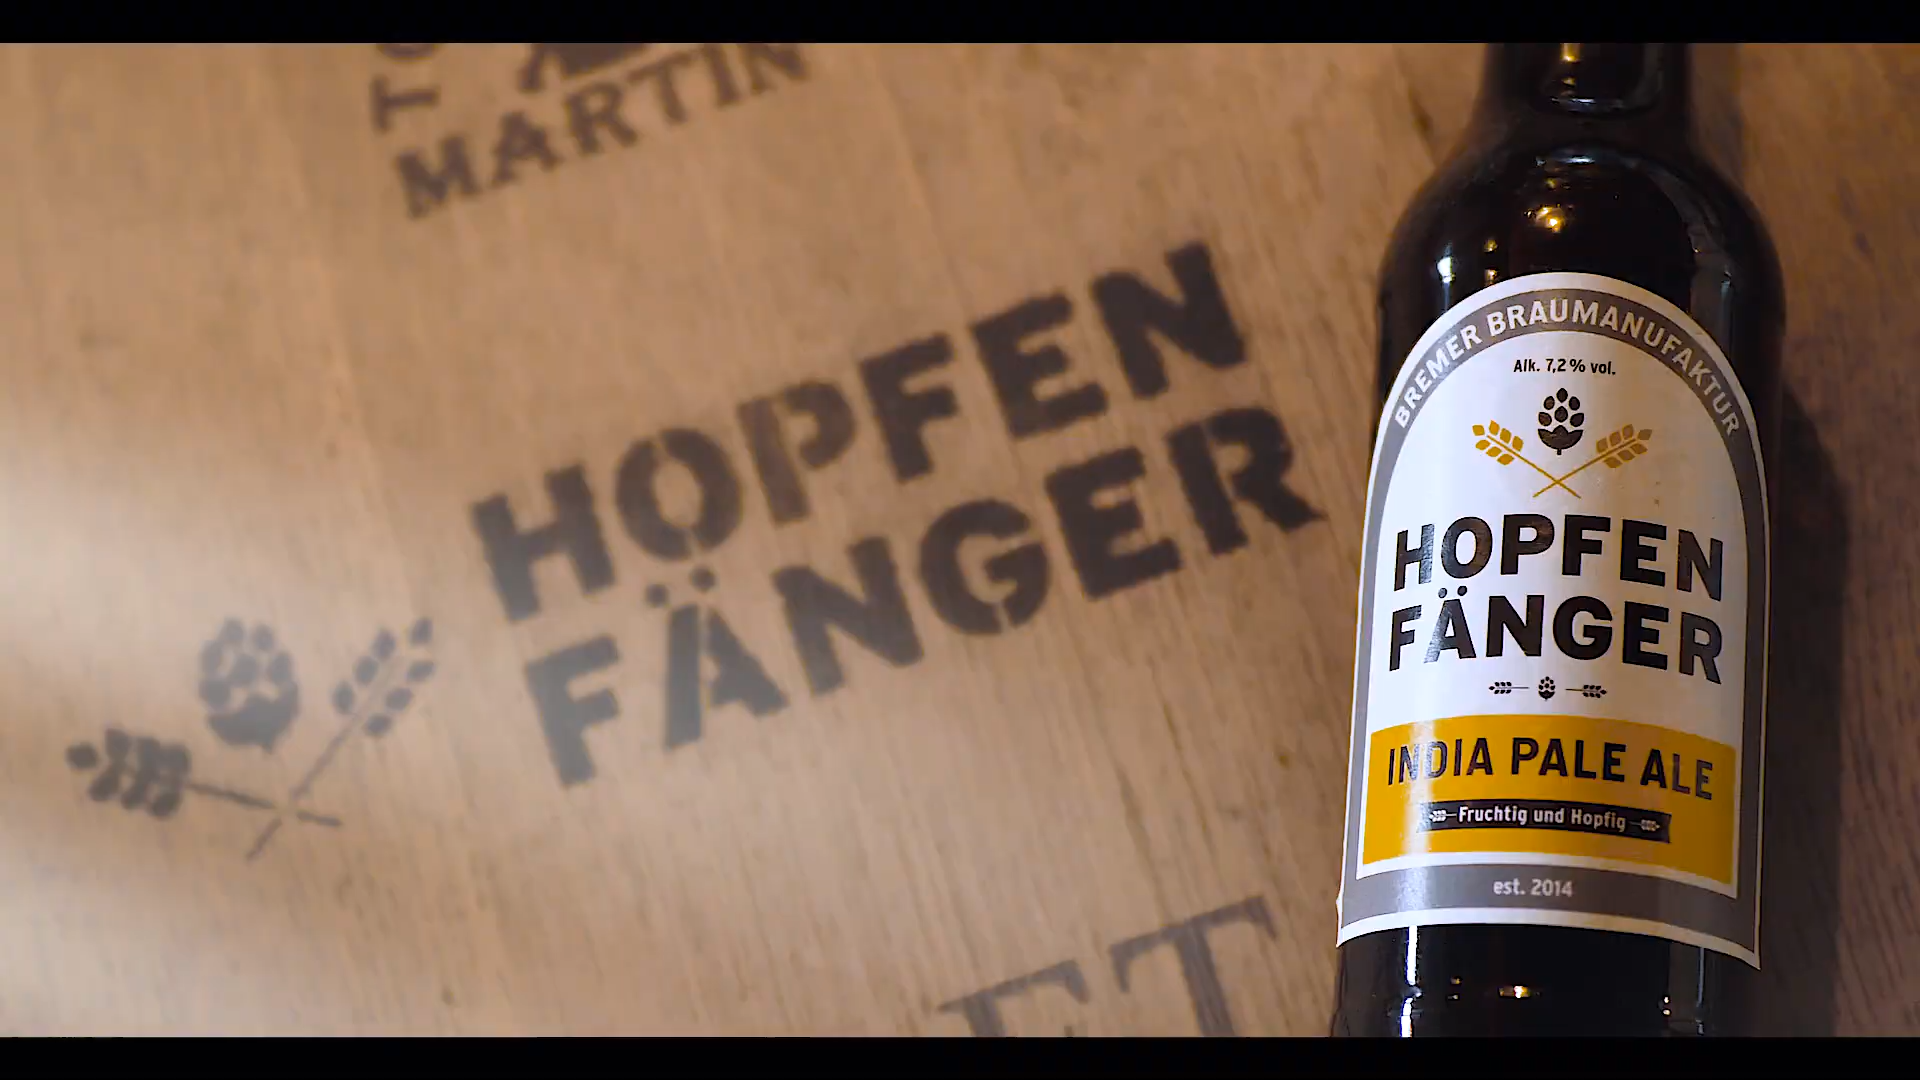 MARTIN
HOPFEN
FÄNGER
BREMER BRAUMANUFAKTUR
Alk. 7,2 % vol.
HOPFEN
FÄNGER
INDIA PALE ALE
Fruchtig und Hopfig
est. 2014